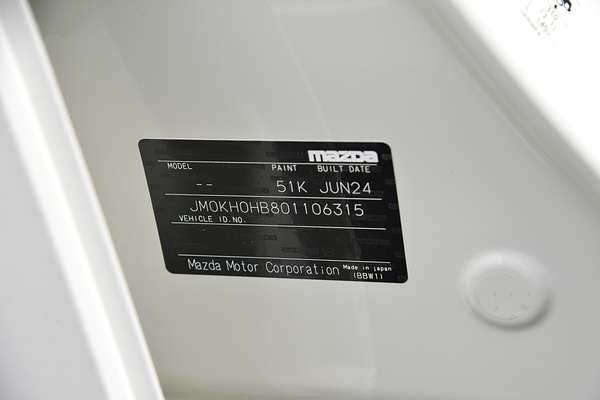 mazda
MODEL PAINT BUILT DATE
-- 51K JUN24
JM0KH0HB801106315
VEHICLE ID.NO.
Mazda Motor Corporation Made in japan
(BBW1)